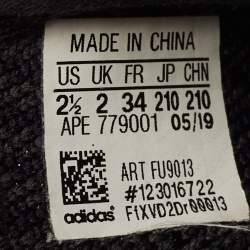 MADE IN CHINA
US UK FR JP CHN
2½ 2 34 210 210
APE 779001 05/19
ART FU9013
#123016722
adidas® FiXVD2Dr00013